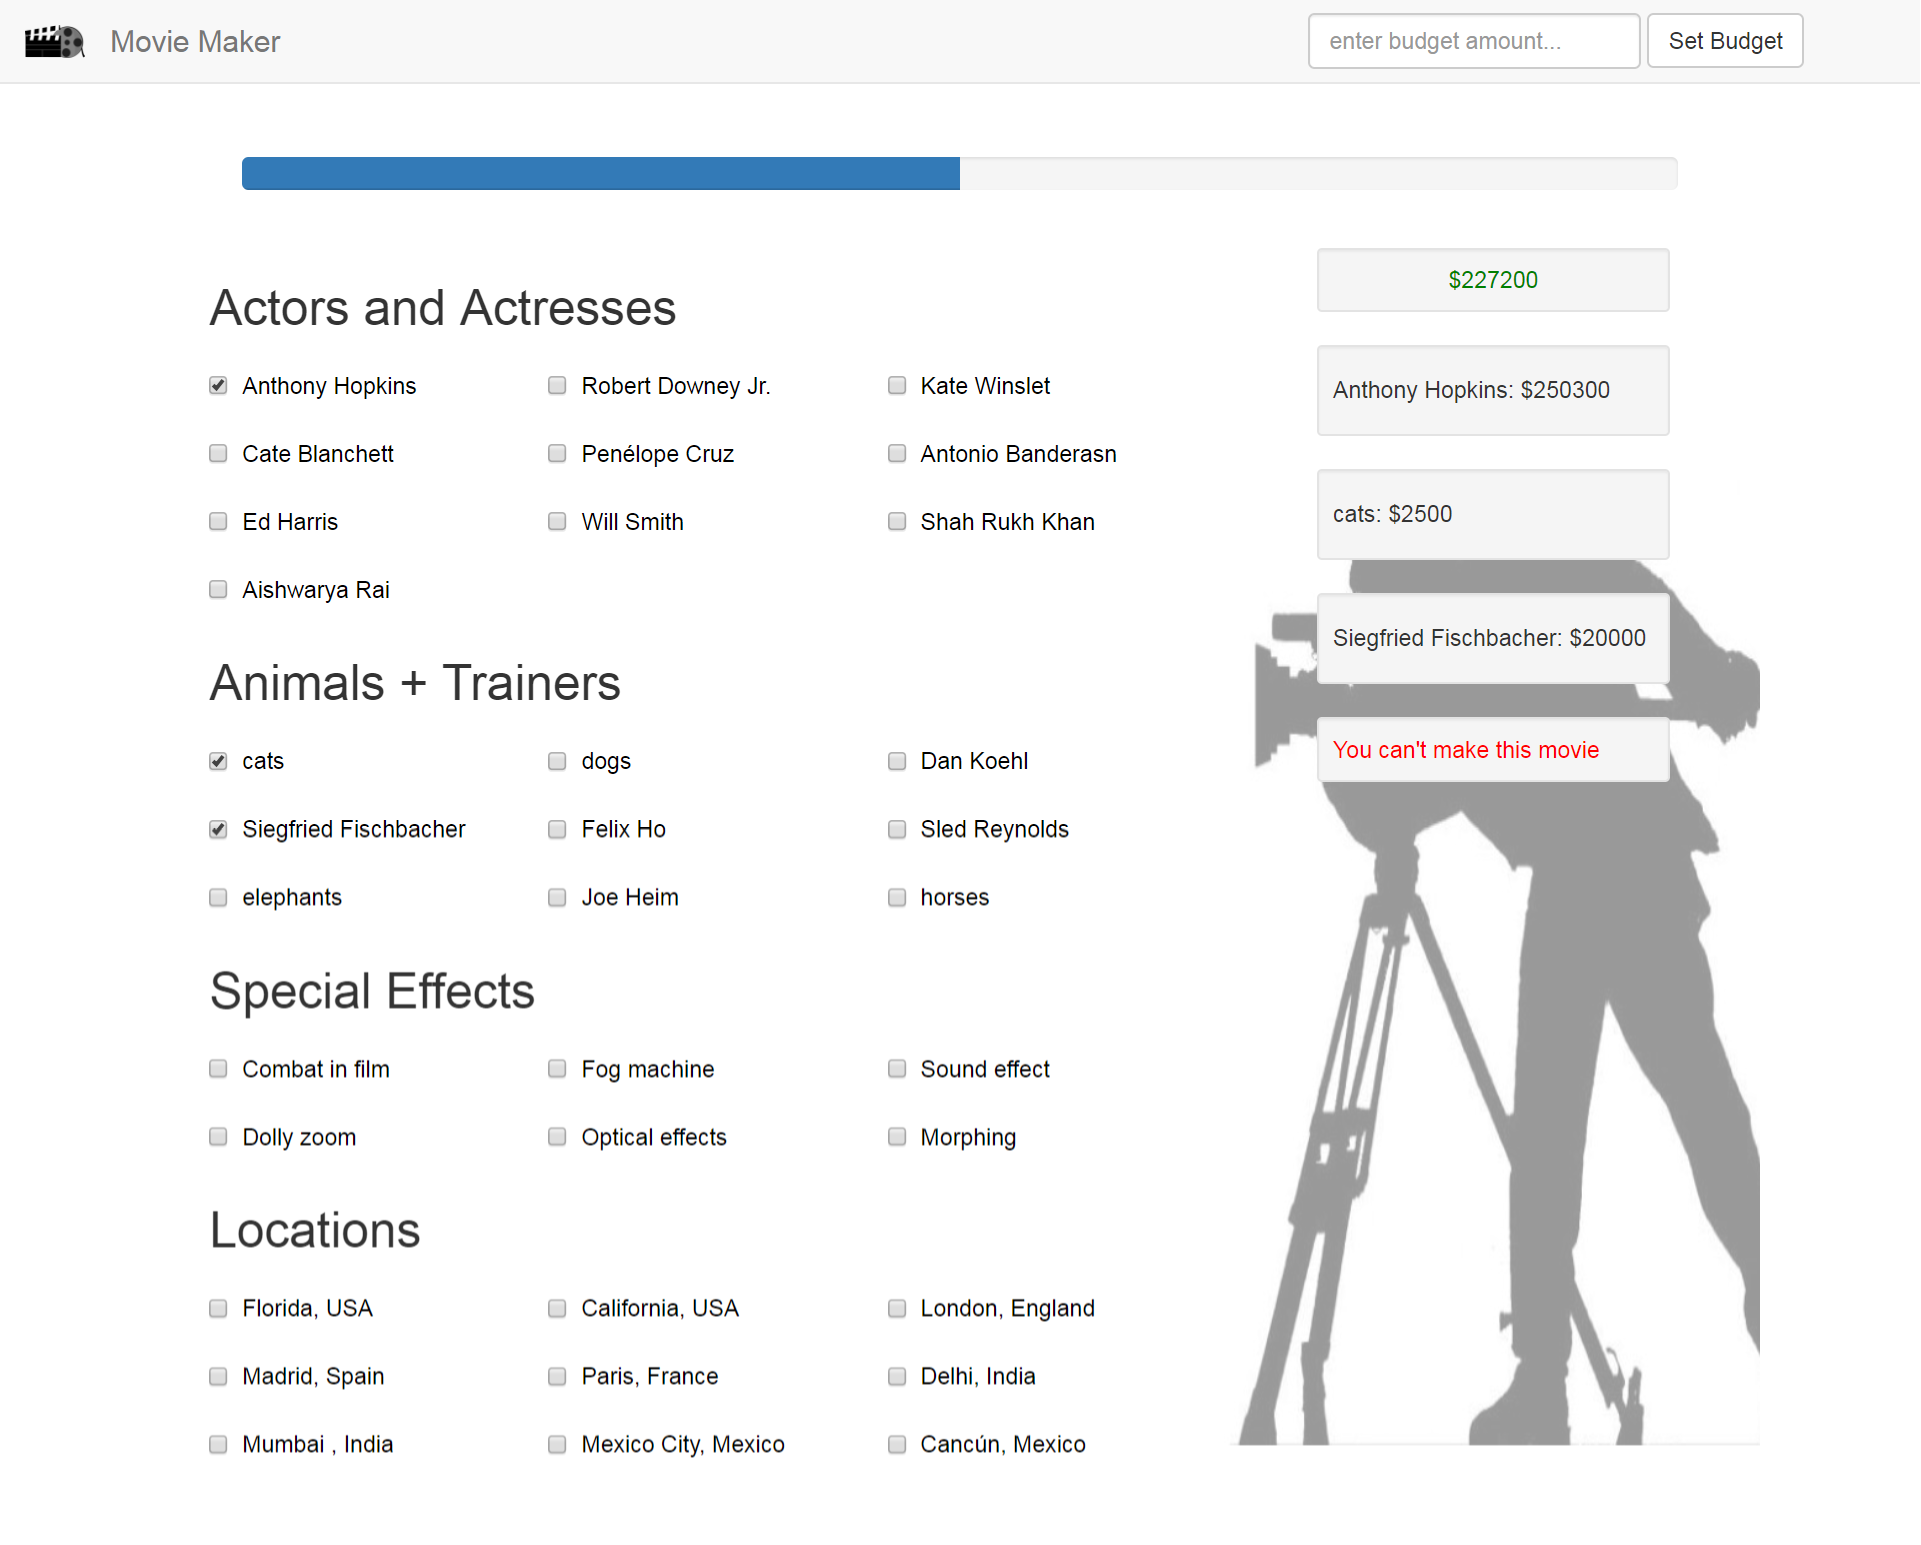 Movie Maker
enter budget amount...
Set Budget
$227200
Actors and Actresses
Anthony Hopkins
Robert Downey Jr.
Kate Winslet
Cate Blanchett
Penélope Cruz
Antonio Banderasn
Ed Harris
Will Smith
Shah Rukh Khan
Aishwarya Rai
Animals + Trainers
cats
dogs
Dan Koehl
Siegfried Fischbacher
Felix Ho
Sled Reynolds
elephants
Joe Heim
horses
Special Effects
Combat in film
Fog machine
Sound effect
Dolly zoom
Optical effects
Morphing
Locations
Florida, USA
California, USA
London, England
Madrid, Spain
Paris, France
Delhi, India
Mumbai , India
Mexico City, Mexico
Cancún, Mexico
Anthony Hopkins: $250300
cats: $2500
Siegfried Fischbacher: $20000
You can't make this movie